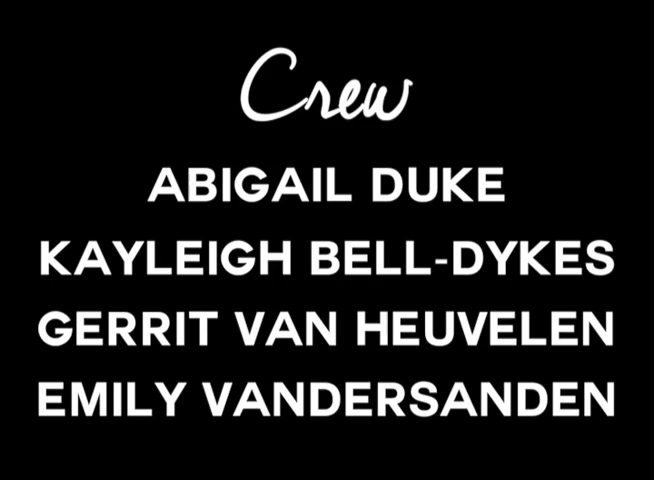 Crew
ABIGAIL DUKE
KAYLEIGH BELL-DYKES
GERRIT VAN HEUVELEN
EMILY VANDERSANDEN